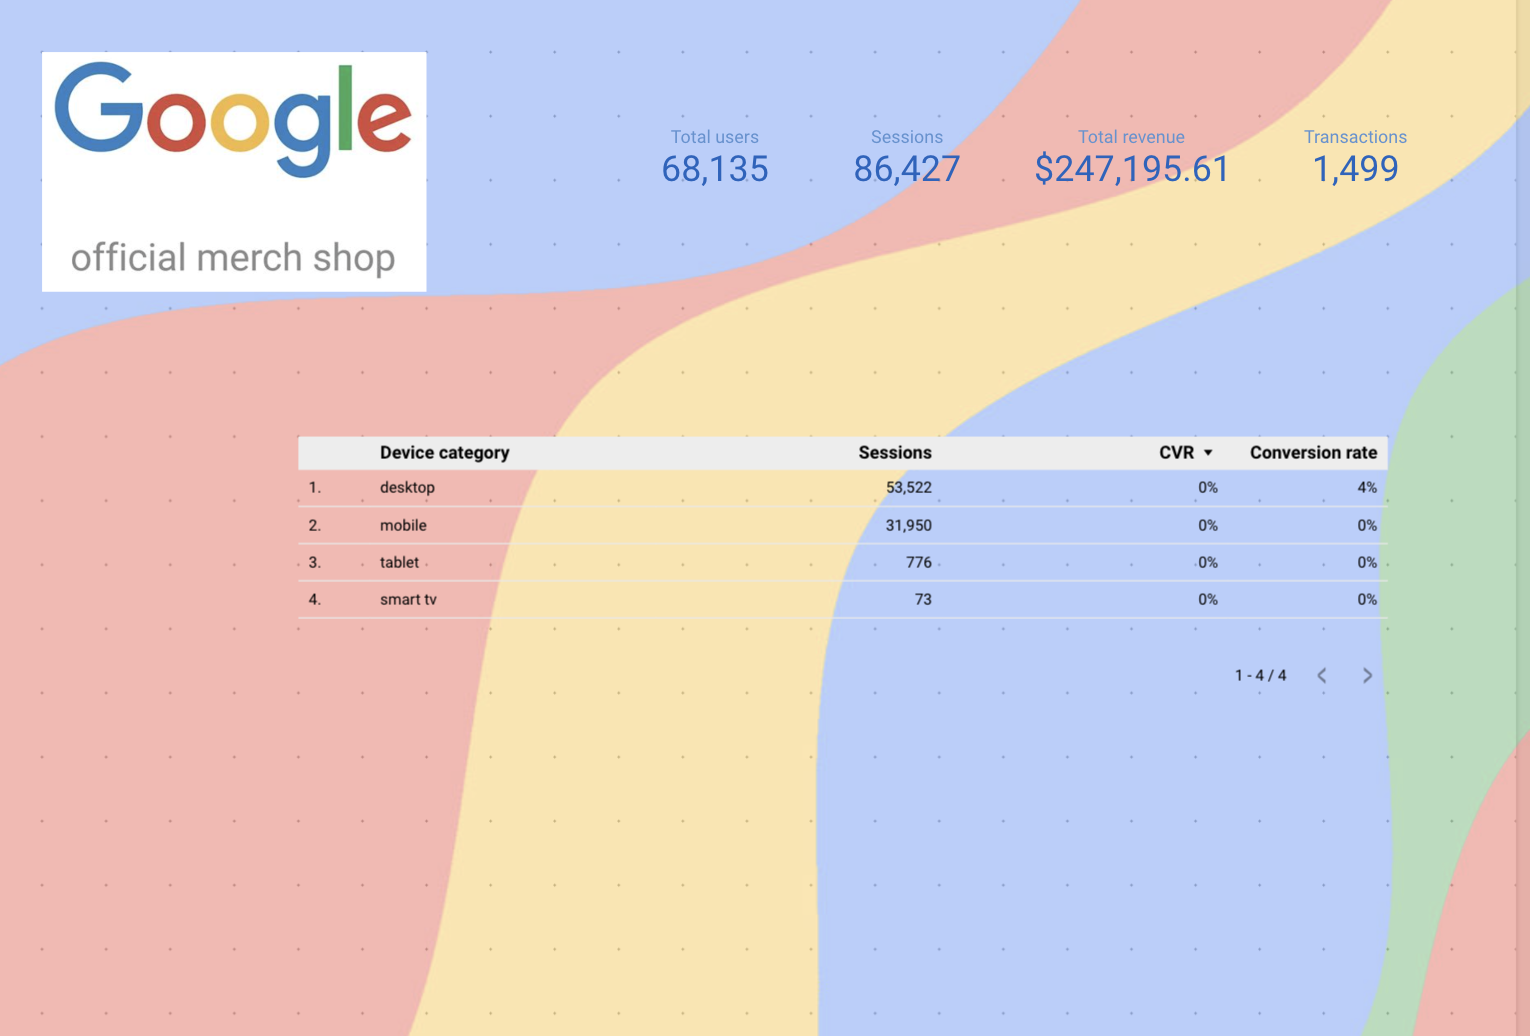 Google
official merch shop
Total users Sessions Total revenue Transactions
68,135 86,427 $247,195.61 1,499
Device category Sessions CVR Conversion rate
1. desktop 53,522 0% 4%
2. mobile 31,950 0% 0%
3. tablet 776 0% 0%
4. smart tv 73 0% 0%
1 - 4 / 4